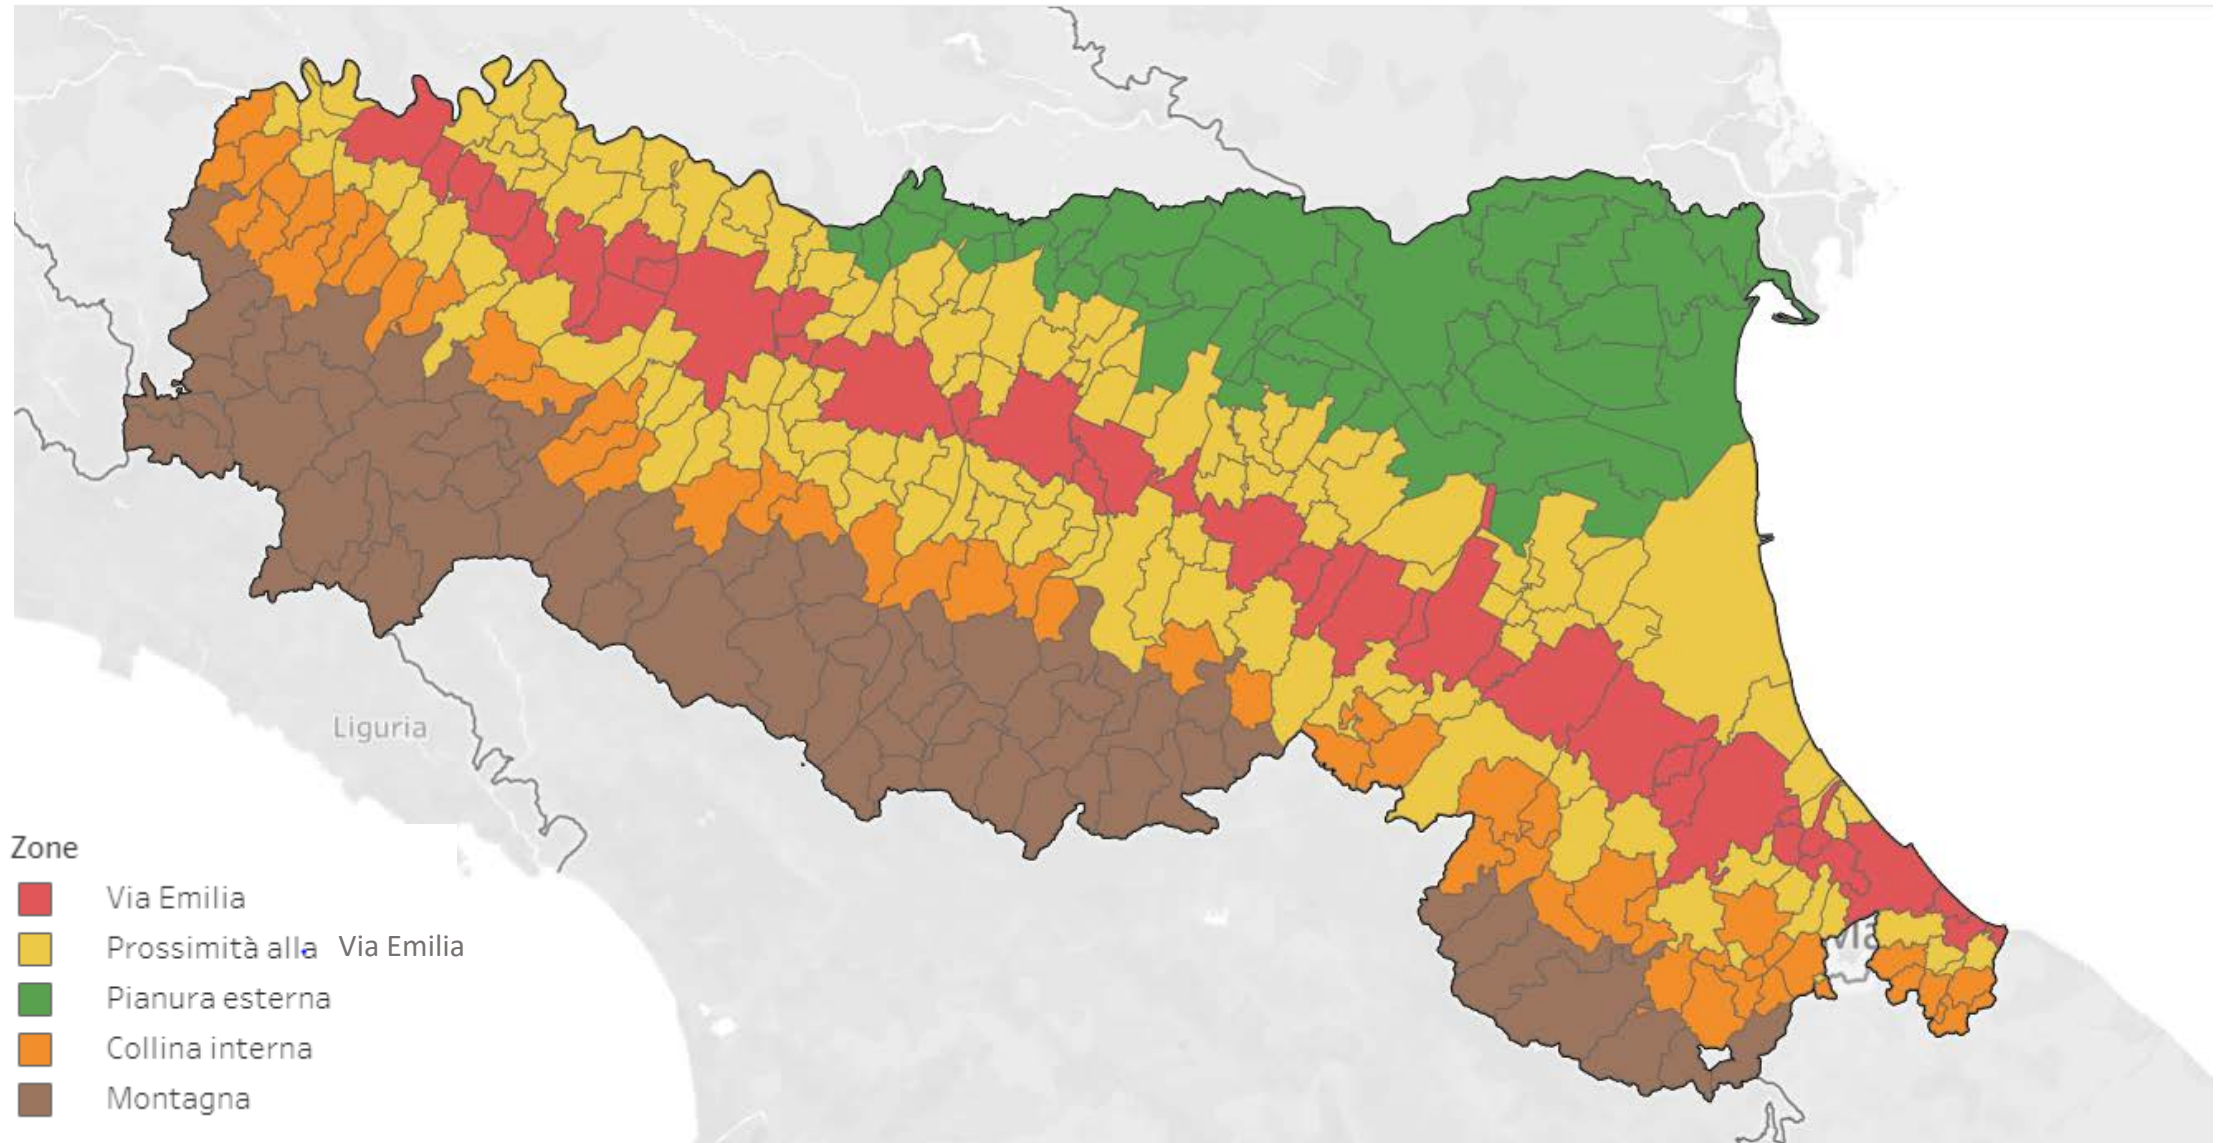 Liguria
Zone
Via Emilia
Prossimità alla Via Emilia
Pianura esterna
Collina interna
Montagna